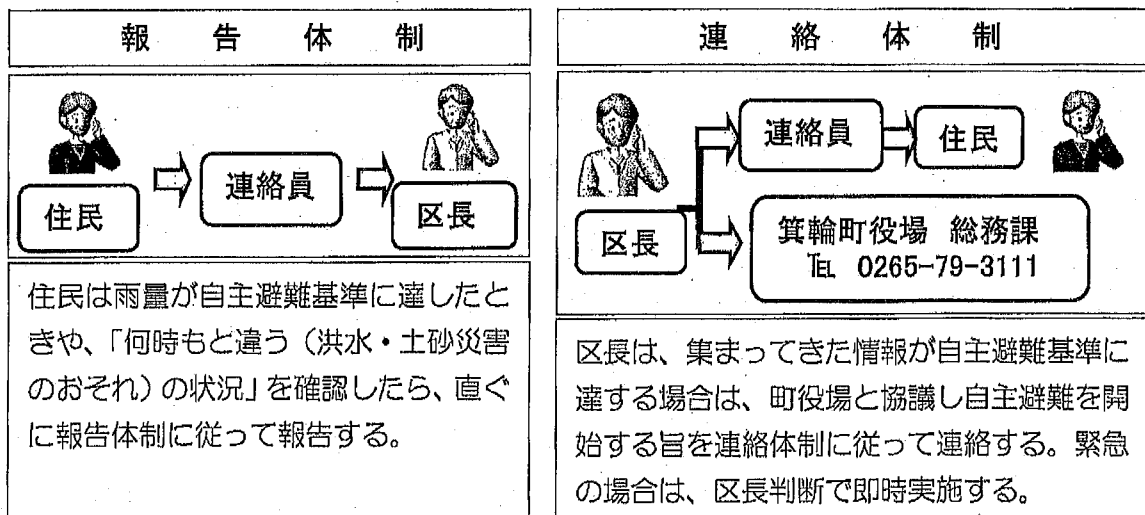 報告体制
住民
連絡員
区長
住民は雨量が自主避難基準に達したと
きや、「何時もと違う（洪水・土砂災害
のおそれ）の状況」を確認したら、直ぐ
に報告体制に従って報告する。
連絡体制
連絡員
住民
区長
箕輪町役場 総務課
℡ 0265-79-3111
区長は、集まってきた情報が自主避難基準に
達する場合は、町役場と協議し自主避難を開
始する旨を連絡体制に従って連絡する。緊急
の場合は、区長判断で即時実施する。